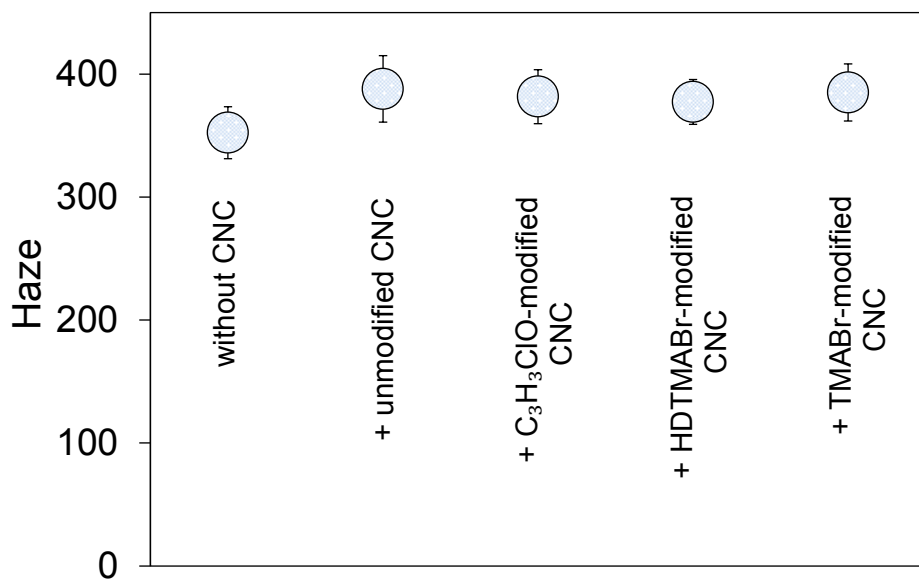 Haze
400
300
200
100
0
without CNC
+ unmodified CNC
+ C₃H₃ClO-modified
CNC
+ HDTMABr-modified
CNC
+ TMABr-modified
CNC